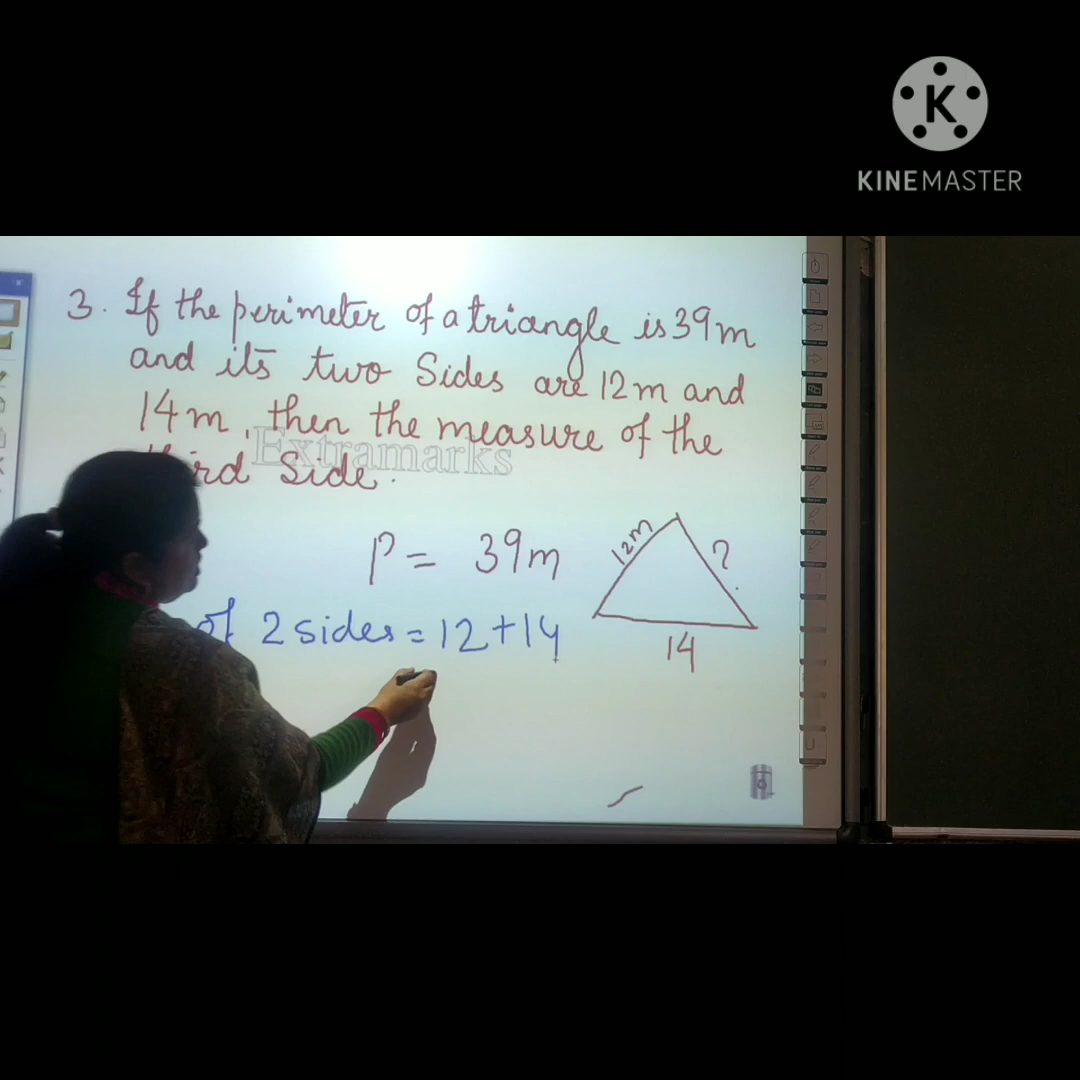 KINEMASTER
3. If the perimeter of a triangle is 39m
and its two Sides are 12m and
14m, then the measure of the
Side.
Extramarks
P = 39m
12m
?
of 2 sides = 12 + 14
14